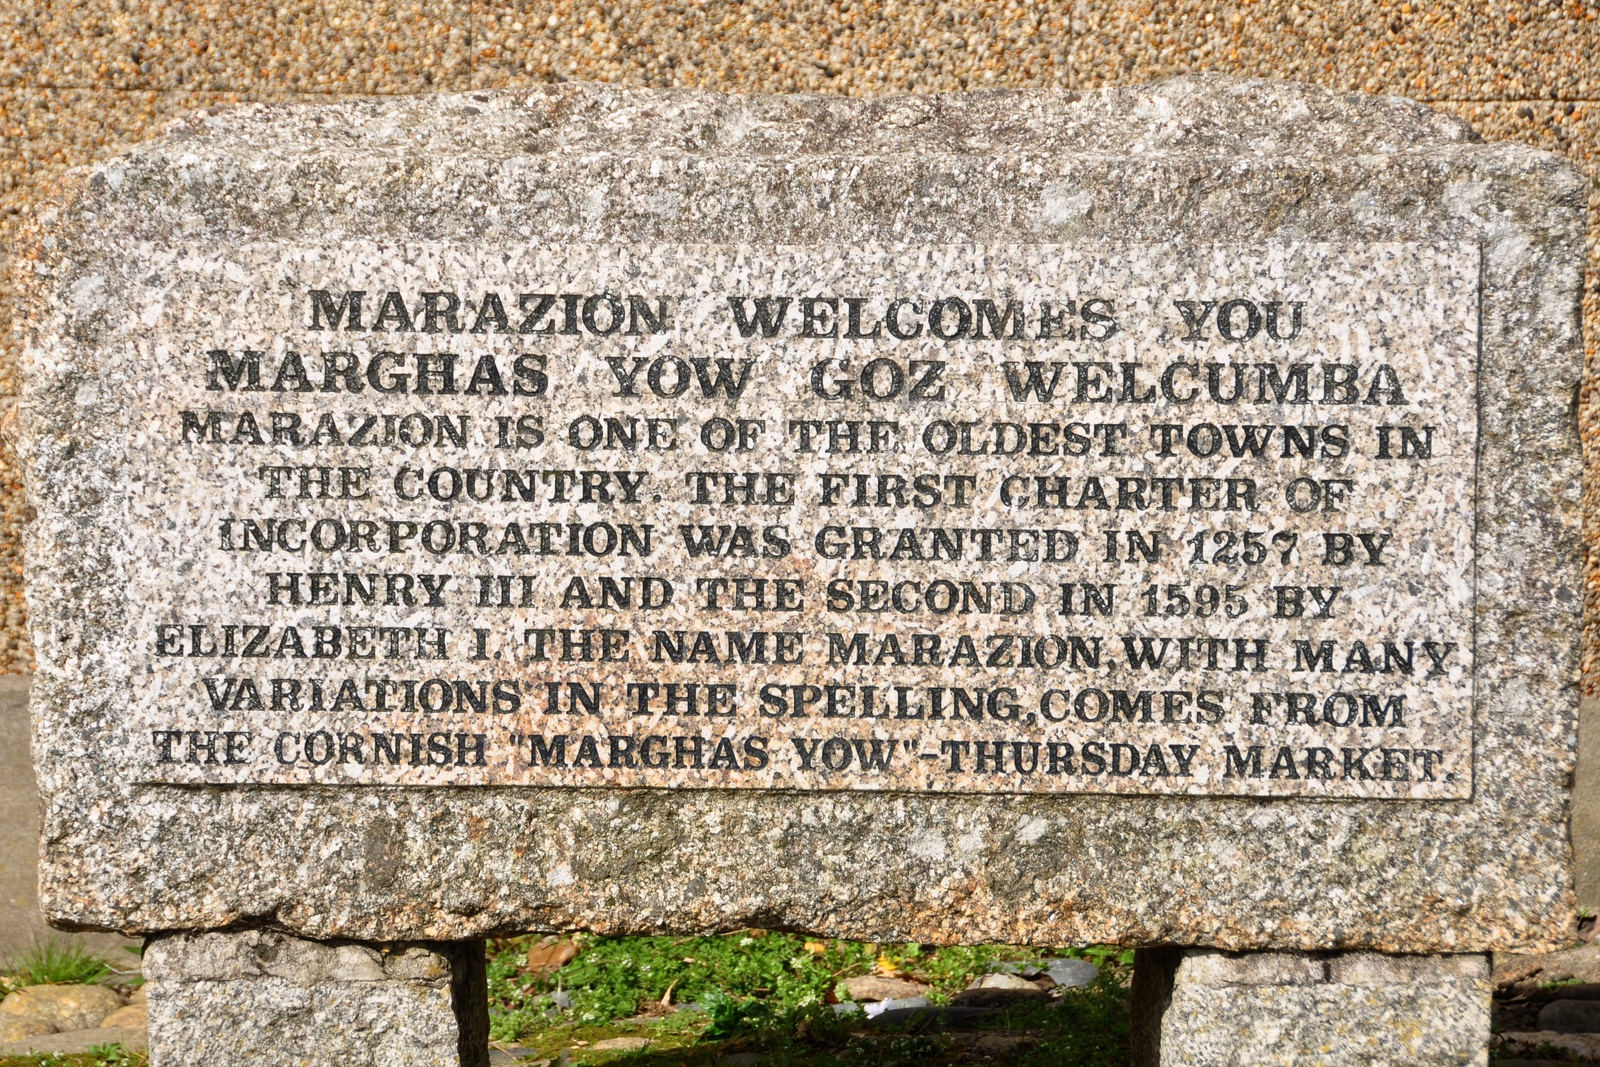 MARAZION WELCOMES YOU
MARGHAS YOW GOZ WELCUMBA
MARAZION IS ONE OF THE OLDEST TOWNS IN
THE COUNTRY. THE FIRST CHARTER OF
INCORPORATION WAS GRANTED IN 1257 BY
HENRY III AND THE SECOND IN 1595 BY
ELIZABETH I. THE NAME MARAZION,WITH MANY
VARIATIONS IN THE SPELLING,COMES FROM
THE CORNISH "MARGHAS YOW"-THURSDAY MARKET.